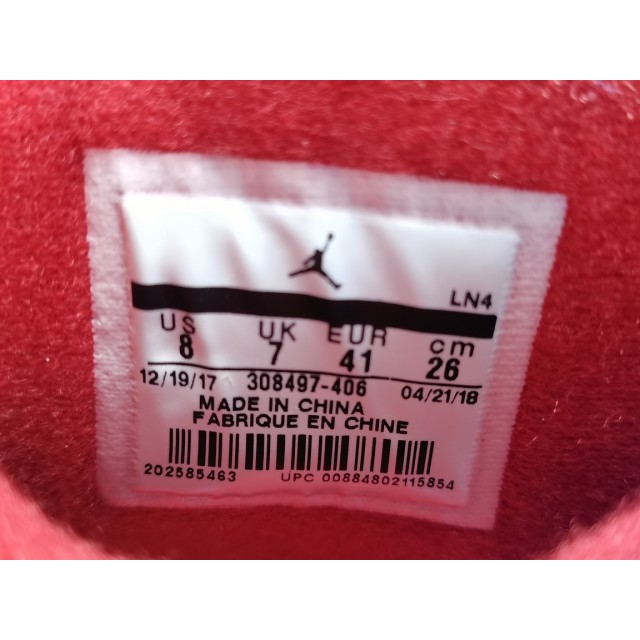 LN4
US UK EUR cm
8 7 41 26
12/19/17 308497-406 04/21/18
MADE IN CHINA
FABRIQUE EN CHINE
202585463 UPC 00884802115854